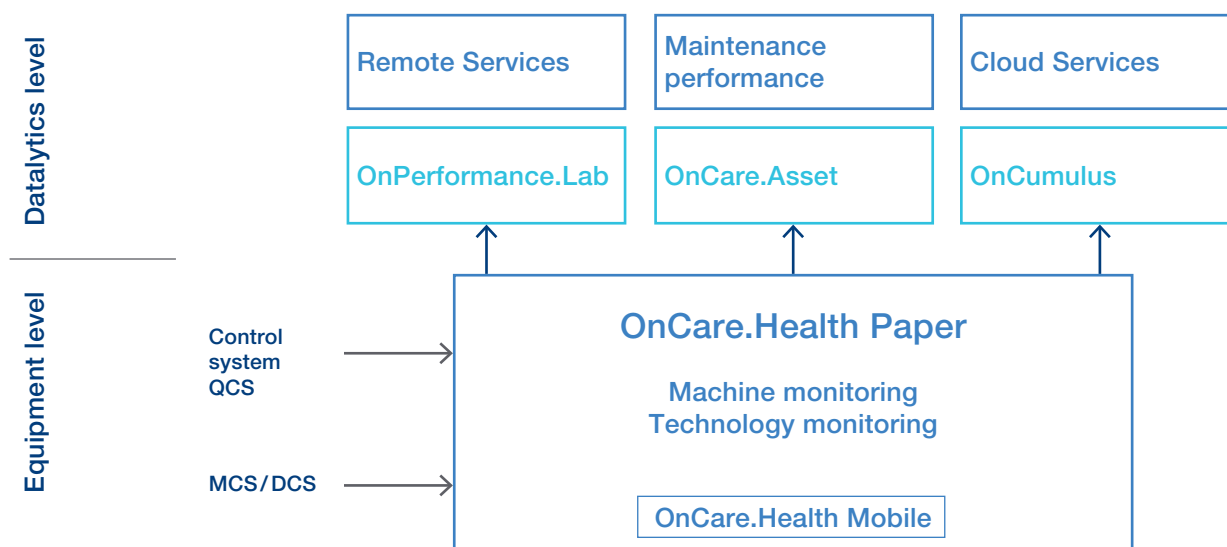 Datalytics level
Remote Services
Maintenance
performance
Cloud Services
OnPerformance.Lab
OnCare.Asset
OnCumulus
Equipment level
Control
system
QCS
MCS/DCS
OnCare.Health Paper
Machine monitoring
Technology monitoring
OnCare.Health Mobile